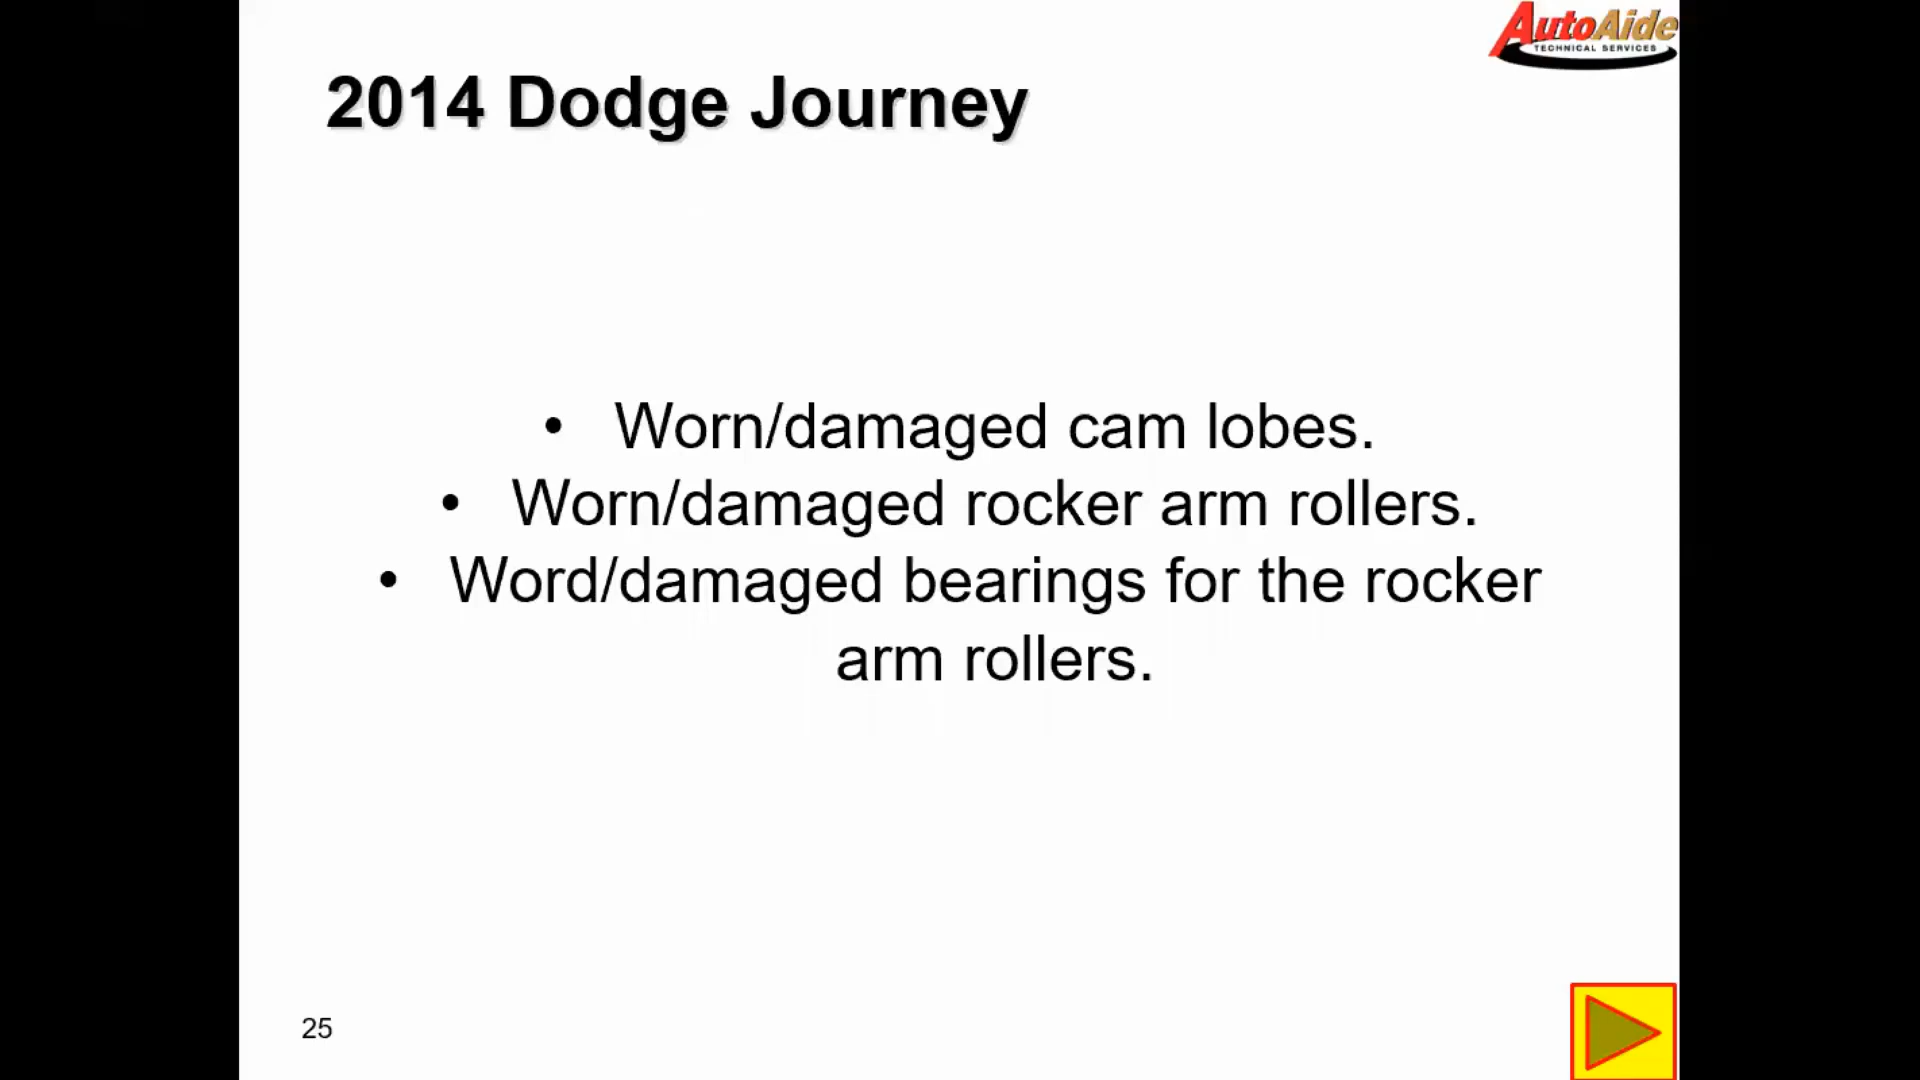 AutoAide
TECHNICAL SERVICES
2014 Dodge Journey
• Worn/damaged cam lobes.
• Worn/damaged rocker arm rollers.
• Word/damaged bearings for the rocker
arm rollers.
25